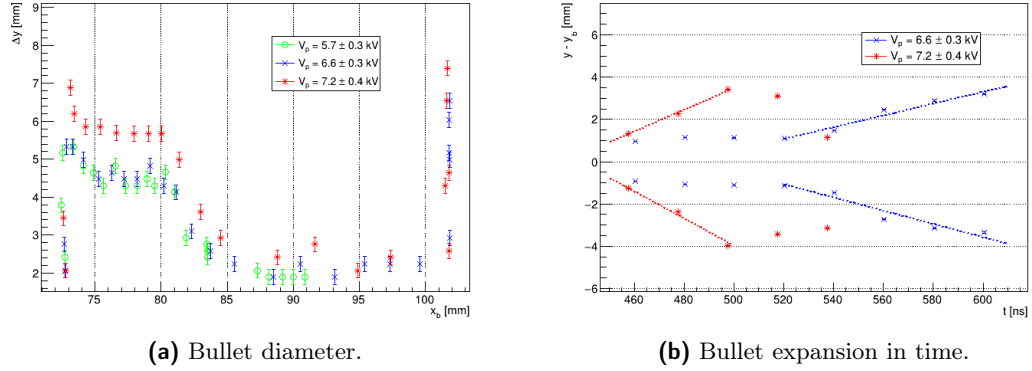 Δy [mm]
9
8
7
6
5
4
3
2
75
80
85
90
95
100
x_b [mm]
V_p = 5.7 ± 0.3 kV
V_p = 6.6 ± 0.3 kV
V_p = 7.2 ± 0.4 kV
(a) Bullet diameter.
y - y_b [mm]
6
4
2
0
−2
−4
−6
460
480
500
520
540
560
580
600
t [ns]
V_p = 6.6 ± 0.3 kV
V_p = 7.2 ± 0.4 kV
(b) Bullet expansion in time.